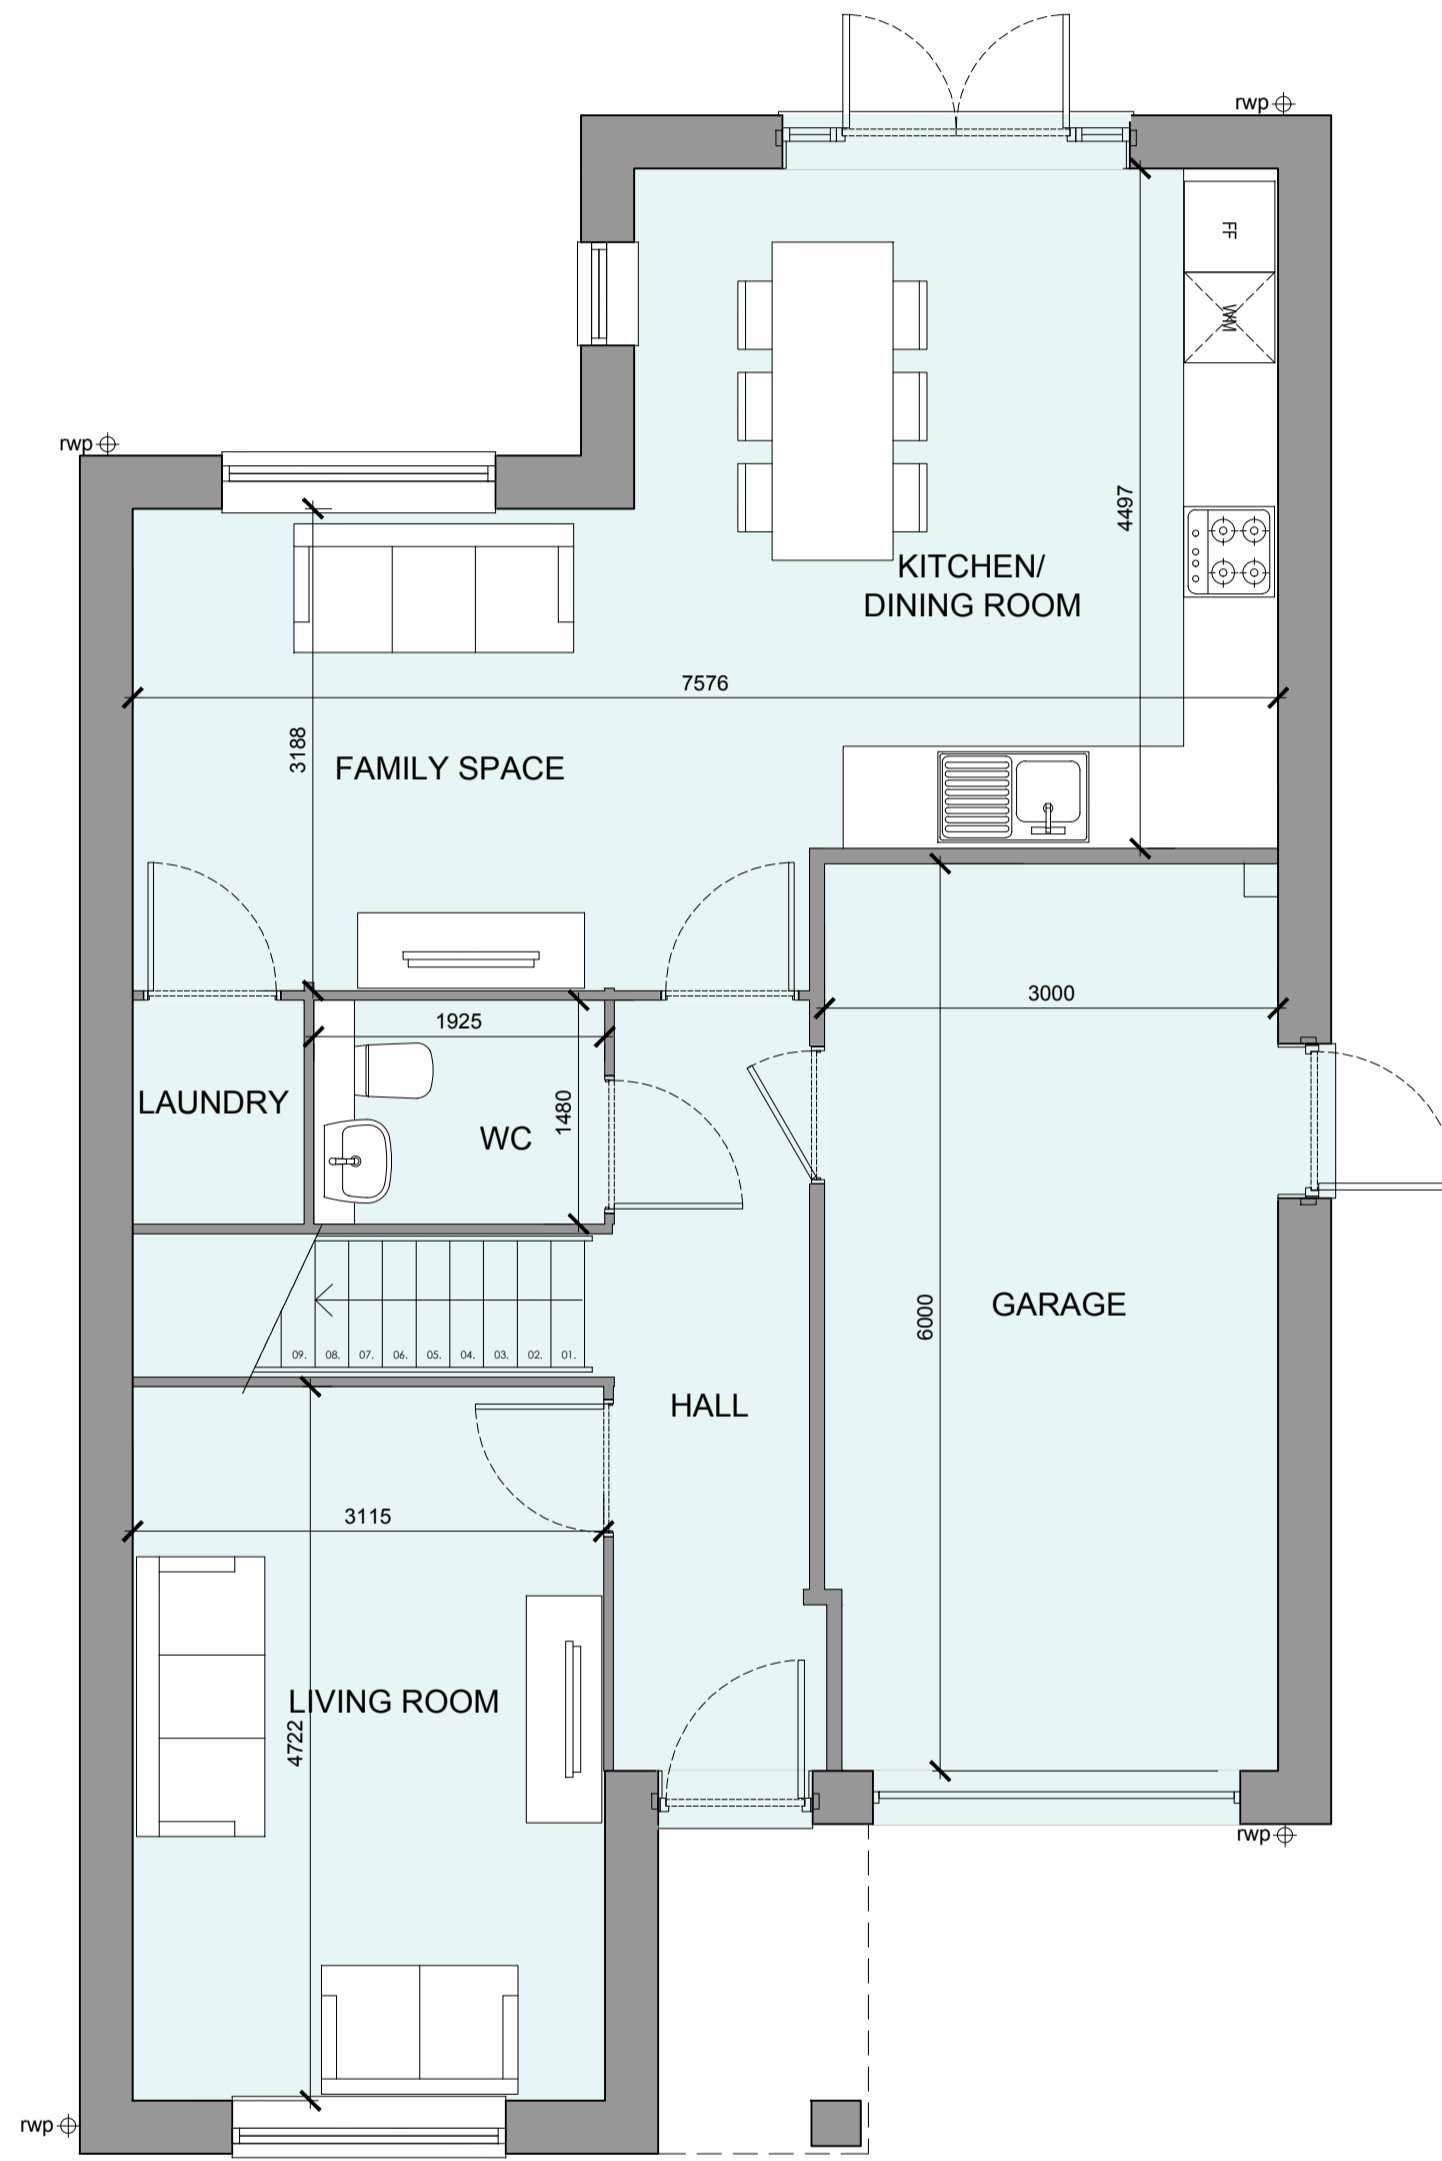 rwp
FF
WM
rwp
4497
KITCHEN/
DINING ROOM
7576
3188
FAMILY SPACE
3000
1925
LAUNDRY
1480
WC
6000
GARAGE
09. 08. 07. 06. 05. 04. 03. 02. 01.
HALL
3115
LIVING ROOM
4722
rwp
rwp